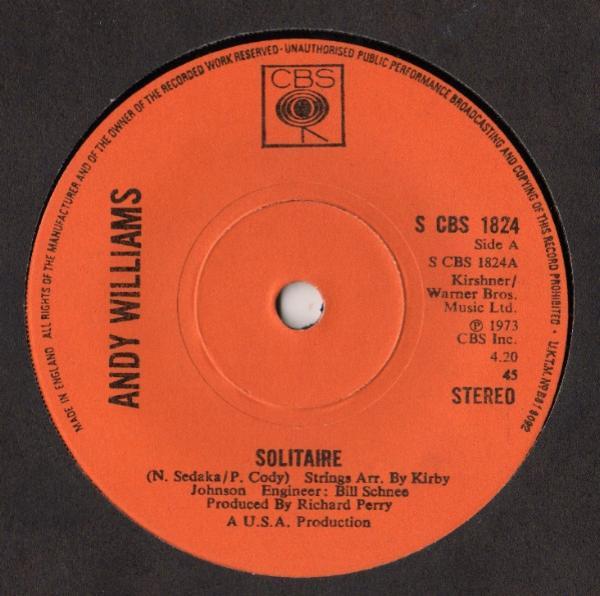 MADE IN ENGLAND ALL RIGHTS OF THE MANUFACTURER AND OF THE OWNER OF THE RECORDED WORK RESERVED · UNAUTHORISED PUBLIC PERFORMANCE BROADCASTING AND COPYING OF THIS RECORD PROHIBITED · U.K.T.M. Nº
CBS
ANDY WILLIAMS
S CBS 1824
Side A
S CBS 1824A
Kirshner/
Warner Bros.
Music Ltd.
℗ 1973
CBS Inc.
4.20
45
STEREO
SOLITAIRE
(N. Sedaka/P. Cody) Strings Arr. By Kirby
Johnson Engineer: Bill Schnee
Produced By Richard Perry
A U.S.A. Production